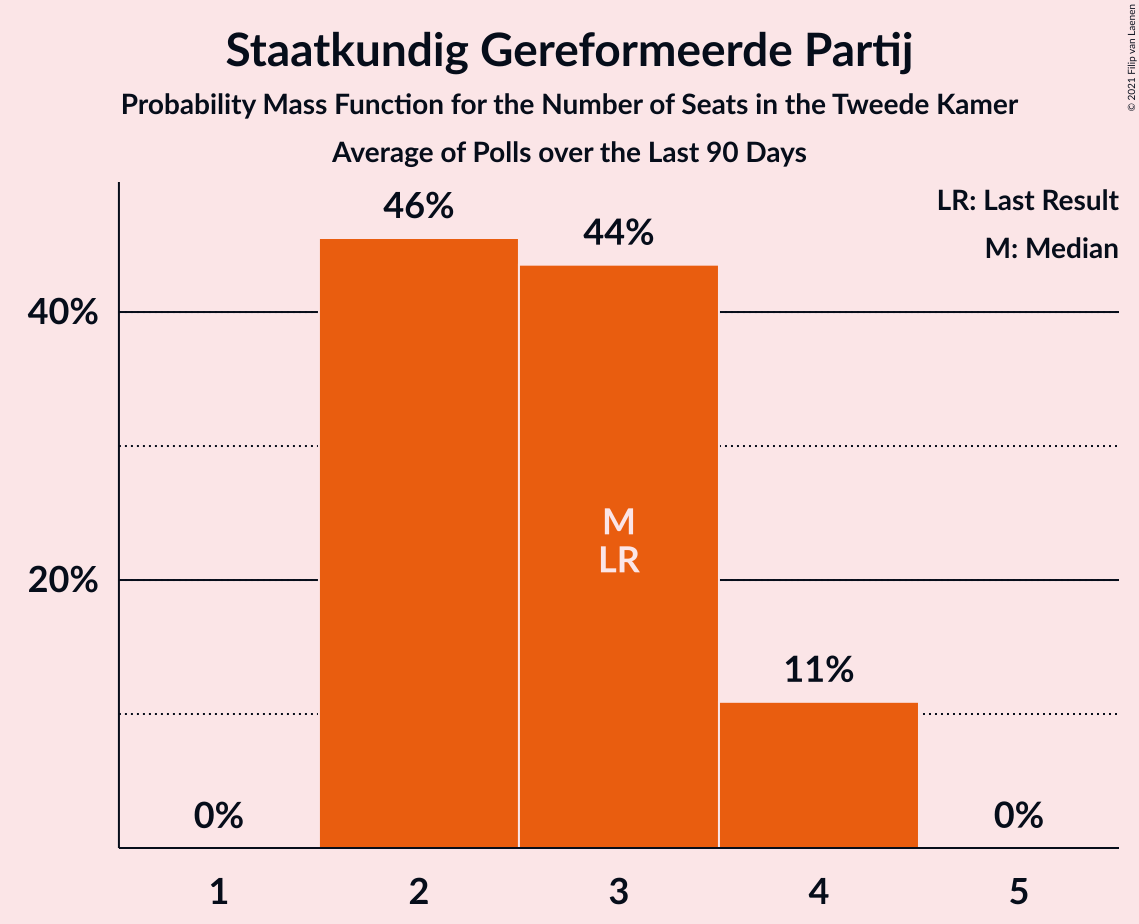 Staatkundig Gereformeerde Partij
Probability Mass Function for the Number of Seats in the Tweede Kamer
Average of Polls over the Last 90 Days
© 2021 Filip van Laenen
LR: Last Result
M: Median
46%
44%
40%
M
LR
20%
11%
0%
0%
1 2 3 4 5